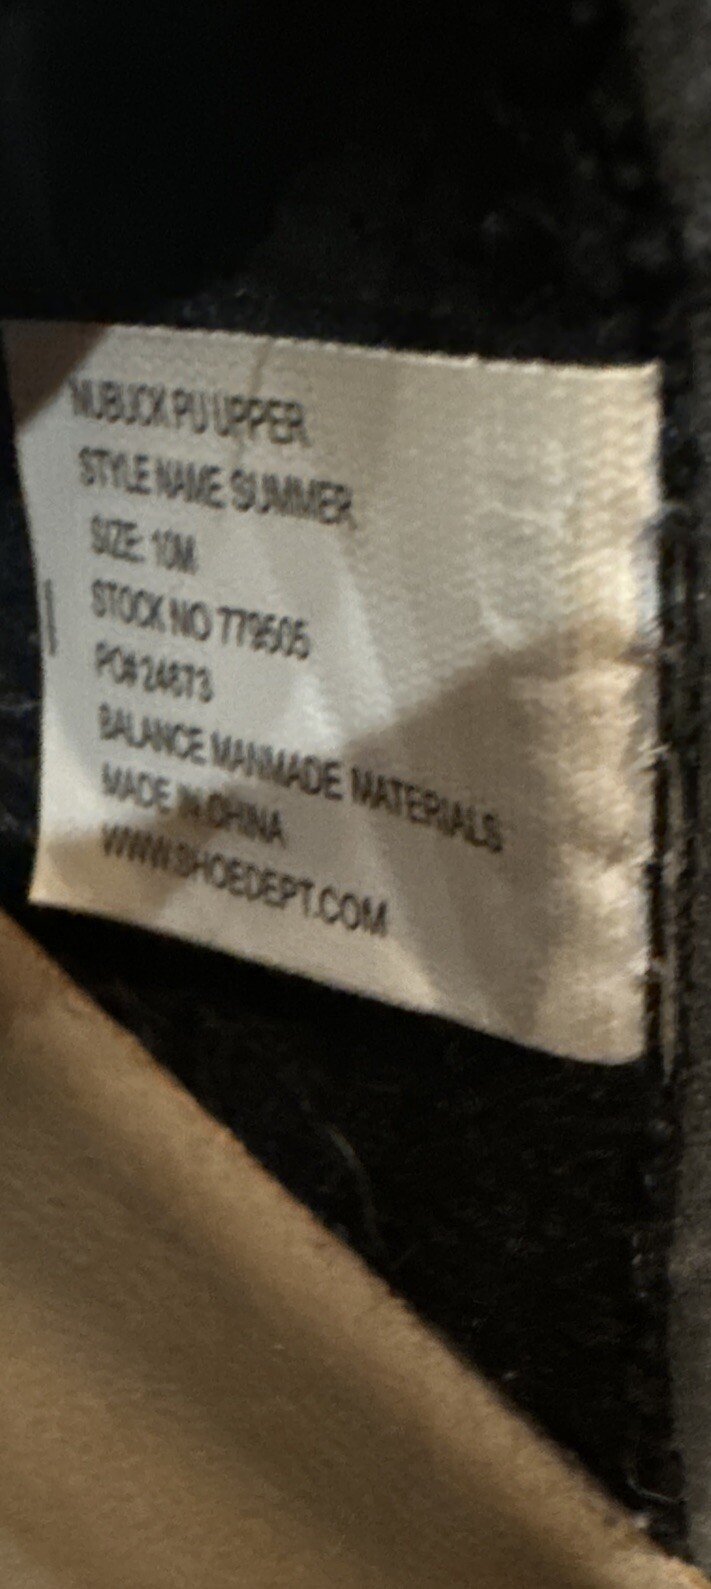 NUBUCK PU UPPER
STYLE NAME SUMMER
SIZE: 10M
STOCK NO 779505
PO# 24673
BALANCE MANMADE MATERIALS
MADE IN CHINA
WWW.SHOEDEPT.COM